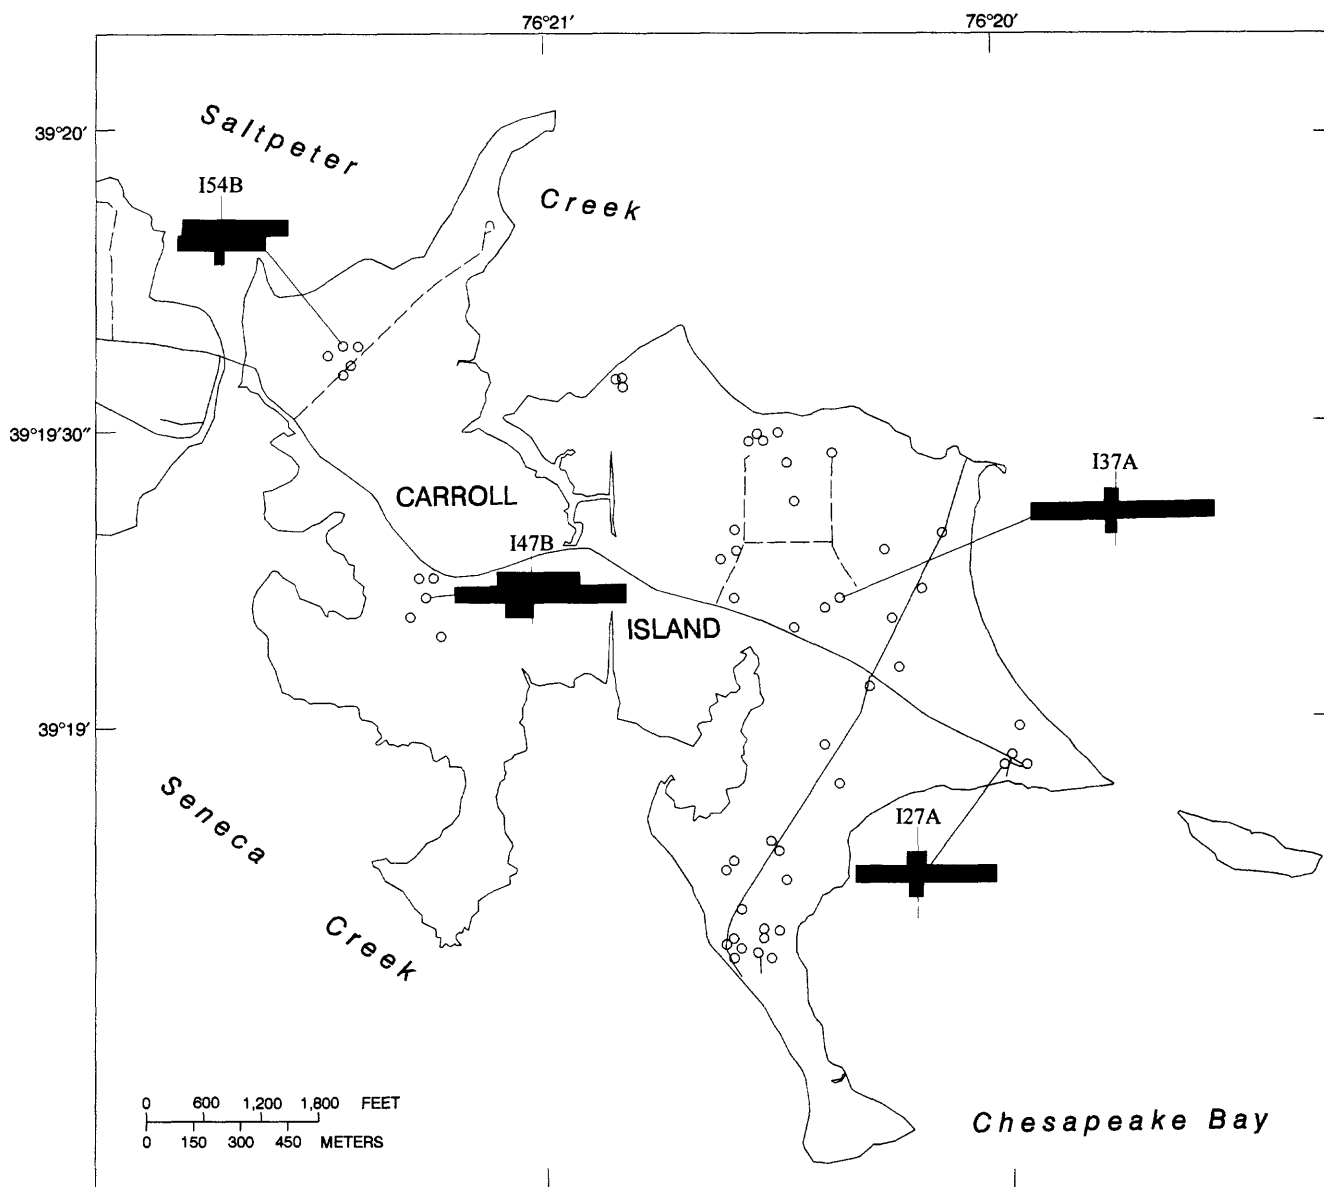 76°21'
76°20'
39°20'
Saltpeter
Creek
I54B
39°19'30"
CARROLL
I37A
I47B
ISLAND
39°19'
Seneca
Creek
I27A
0 600 1,200 1,800 FEET
0 150 300 450 METERS
Chesapeake Bay